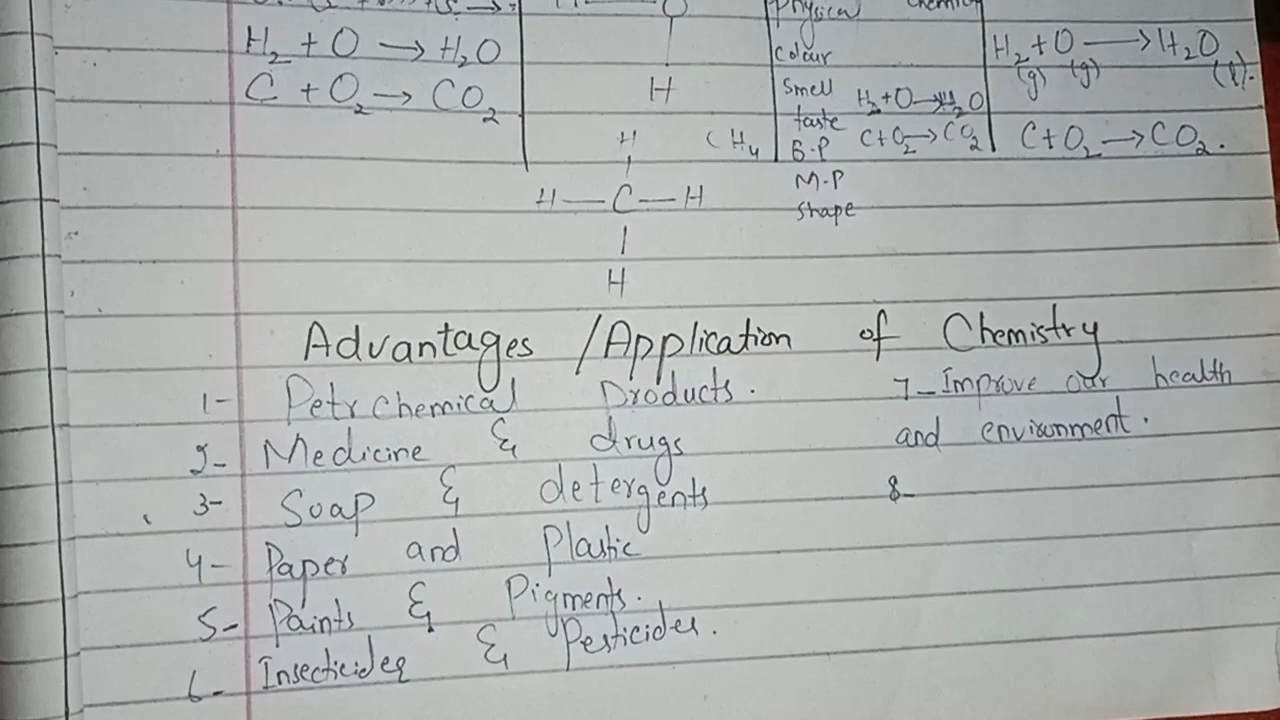 H₂ + O → H₂O
C + O₂ → CO₂
H
H
H — C — H
H
CH₄
Physical
Colour
Smell
taste
B.P
M.P
Shape
Chemical
H₂+O→H₂O
C+O₂→CO₂
H₂+O → H₂O
(g) (g) (l).
C+O₂ → CO₂.
Advantages / Application of Chemistry
1- Petrchemical Products.
2- Medicine & drugs
3- Soap & detergents
4- Paper and Plastic
5- Paints & Pigments.
6- Insecticides & Pesticides.
7- Improve our health
and environment.
8-